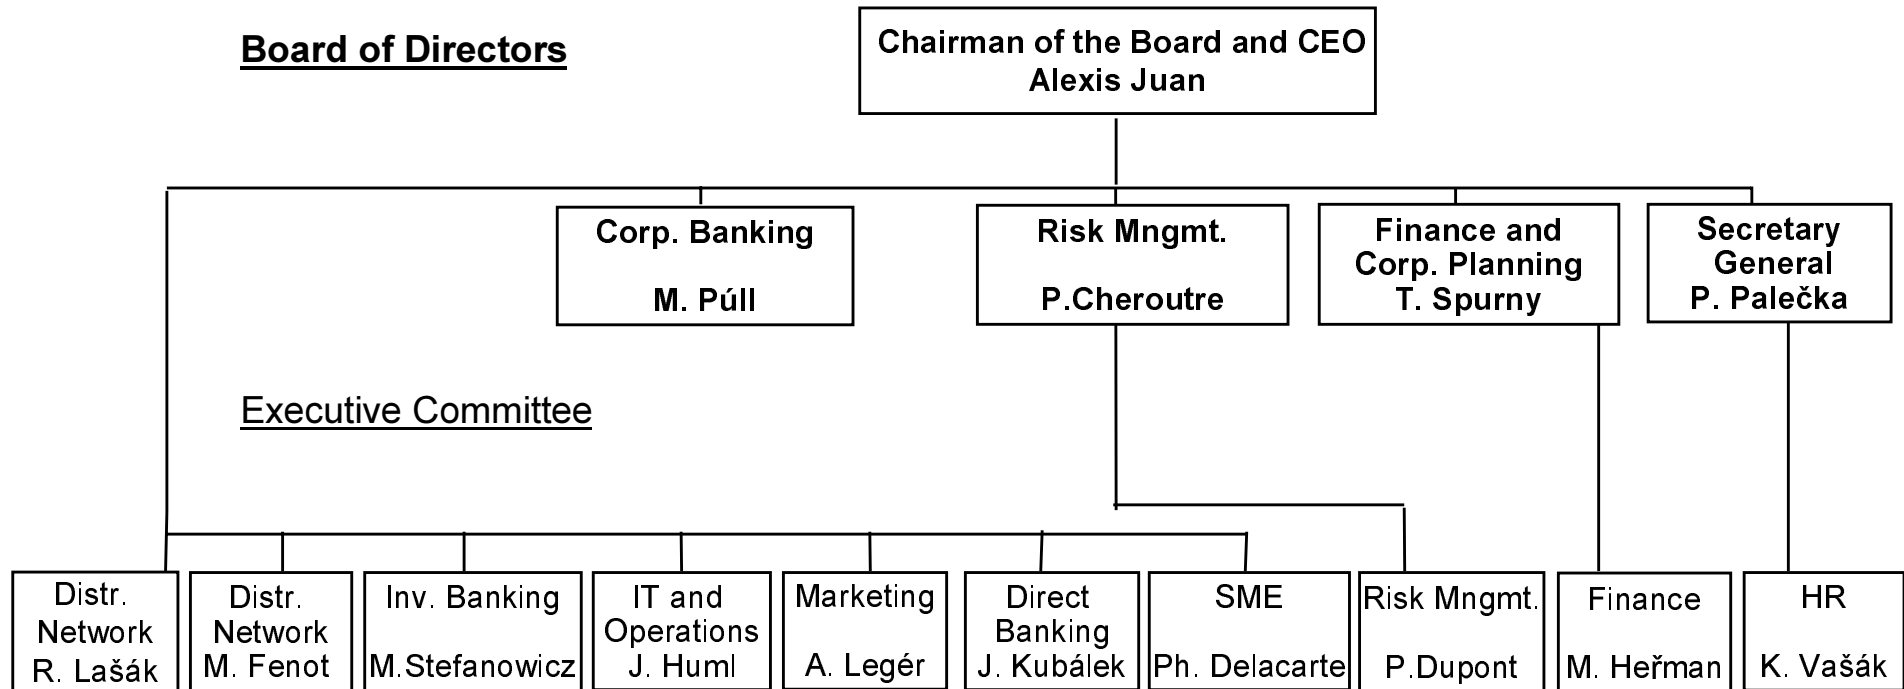 Board of Directors
Chairman of the Board and CEO
Alexis Juan
Corp. Banking
M. Púll
Risk Mngmt.
P.Cheroutre
Finance and
Corp. Planning
T. Spurny
Secretary
General
P. Palečka
Executive Committee
Distr.
Network
R. Lašák
Distr.
Network
M. Fenot
Inv. Banking
M.Stefanowicz
IT and
Operations
J. Huml
Marketing
A. Legér
Direct
Banking
J. Kubálek
SME
Ph. Delacarte
Risk Mngmt.
P.Dupont
Finance
M. Heřman
HR
K. Vašák